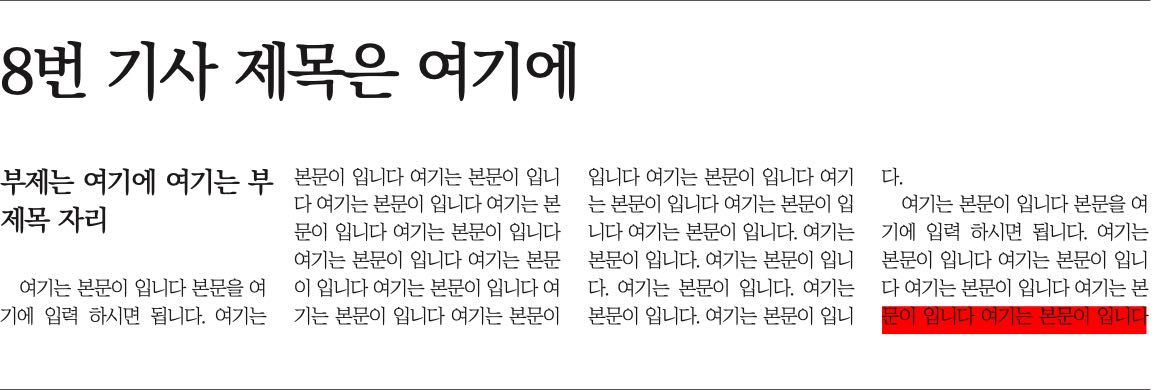 8번 기사 제목은 여기에
부제는 여기에 여기는 부
제목 자리
여기는 본문이 입니다 본문을 여
기에 입력 하시면 됩니다. 여기는
본문이 입니다 여기는 본문이 입니
다 여기는 본문이 입니다 여기는 본
문이 입니다 여기는 본문이 입니다
여기는 본문이 입니다 여기는 본문
이 입니다 여기는 본문이 입니다 여
기는 본문이 입니다 여기는 본문이
입니다 여기는 본문이 입니다 여기
는 본문이 입니다 여기는 본문이 입
니다 여기는 본문이 입니다. 여기는
본문이 입니다. 여기는 본문이 입니
다. 여기는 본문이 입니다. 여기는
본문이 입니다. 여기는 본문이 입니
다.
여기는 본문이 입니다 본문을 여
기에 입력 하시면 됩니다. 여기는
본문이 입니다 여기는 본문이 입니
다 여기는 본문이 입니다 여기는 본
문이 입니다 여기는 본문이 입니다